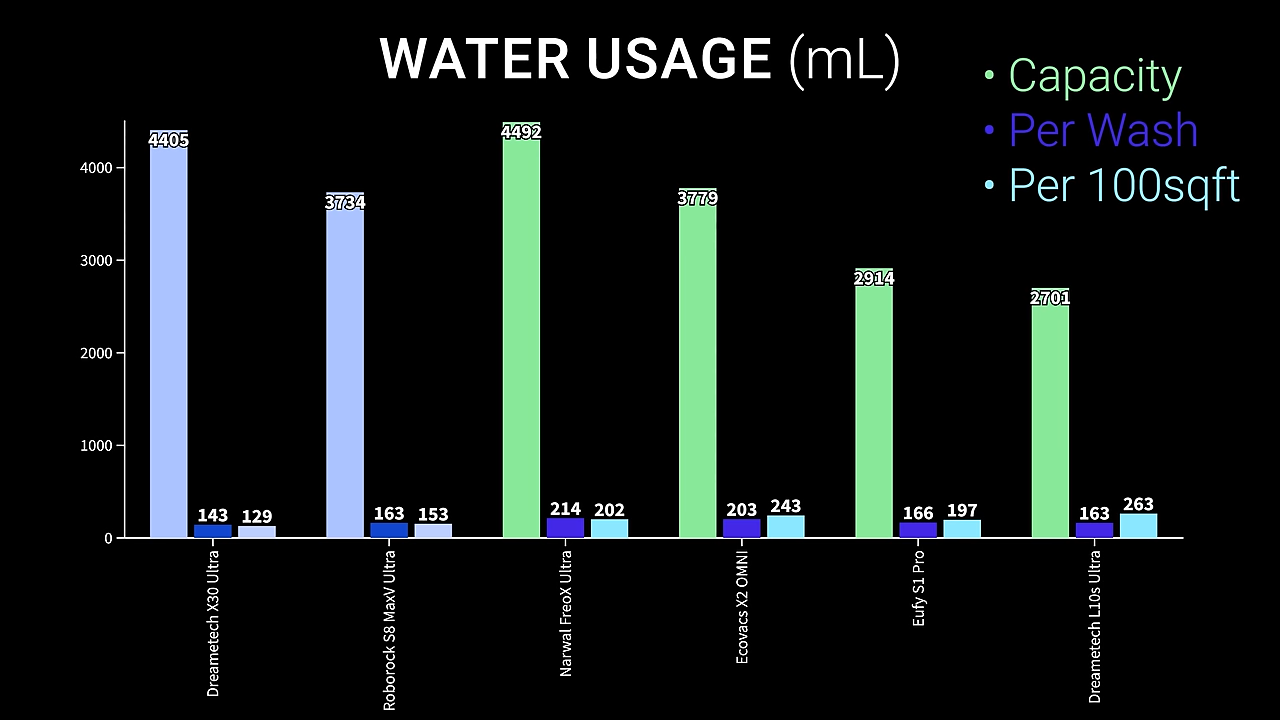 WATER USAGE (mL)
• Capacity
• Per Wash
• Per 100sqft
4000
3000
2000
1000
0
4405
143
129
3734
163
153
4492
214
202
3779
203
243
2914
166
197
2701
163
263
Dreametech X30 Ultra
Roborock S8 MaxV Ultra
Narwal FreoX Ultra
Ecovacs X2 OMNI
Eufy S1 Pro
Dreametech L10s Ultra